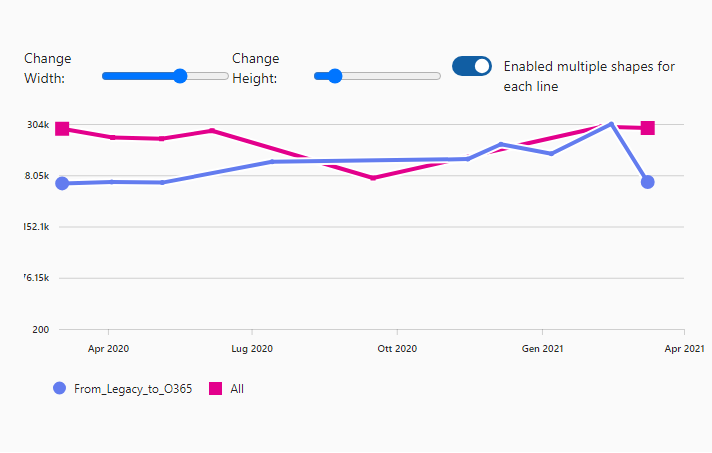 Change
Width:
Change
Height:
Enabled multiple shapes for
each line
304k
8.05k
152.1k
76.15k
200
Apr 2020
Lug 2020
Ott 2020
Gen 2021
Apr 2021
From_Legacy_to_O365
All